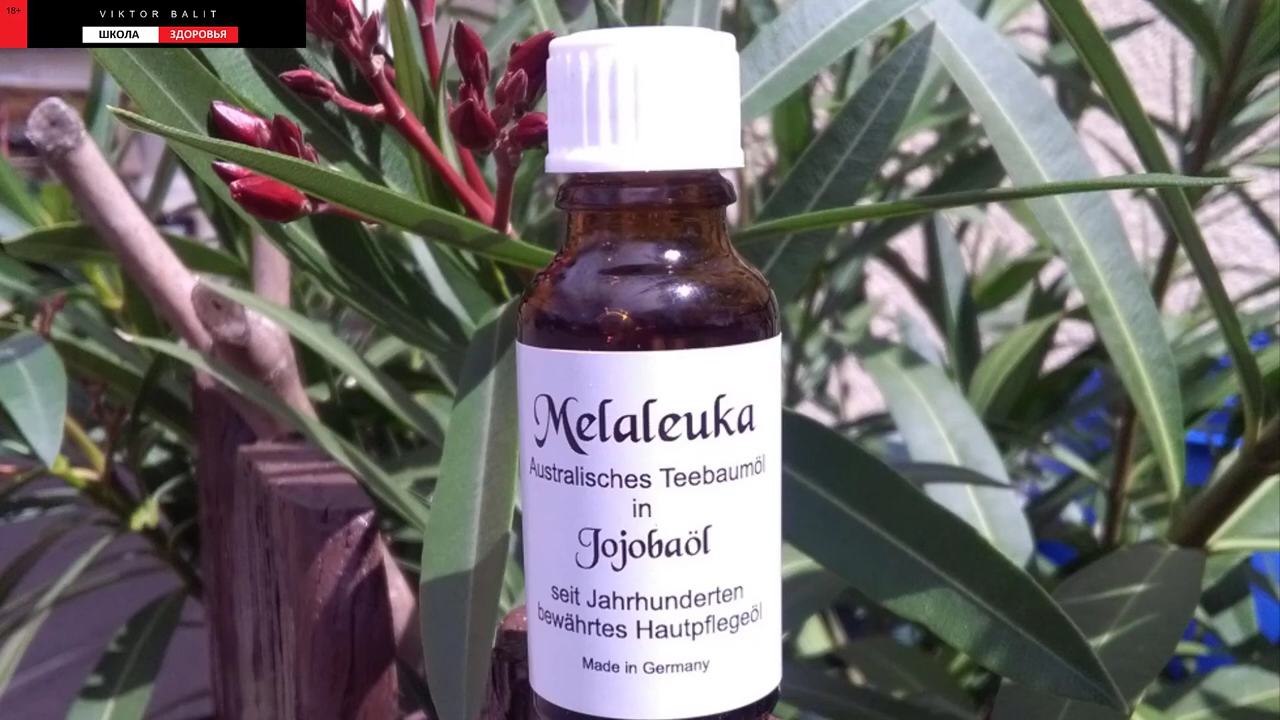 18+
VIKTOR BALIT
ШКОЛА ЗДОРОВЬЯ
Melaleuka
Australisches Teebaumöl
in
Jojobaöl
seit Jahrhunderten
bewährtes Hautpflegeöl
Made in Germany